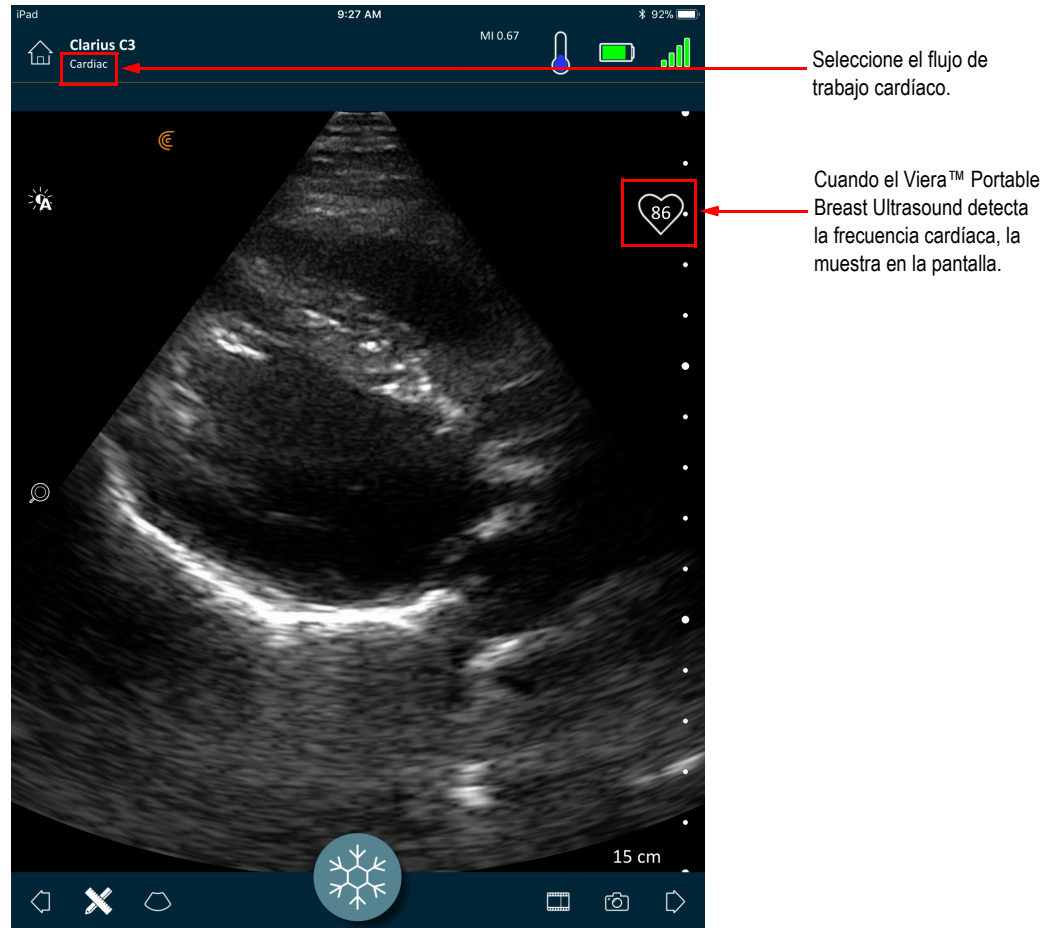 iPad
9:27 AM
92%
Clarius C3
Cardiac
MI 0.67
A
86
15 cm
Seleccione el flujo de
trabajo cardíaco.
Cuando el Viera™ Portable
Breast Ultrasound detecta
la frecuencia cardíaca, la
muestra en la pantalla.